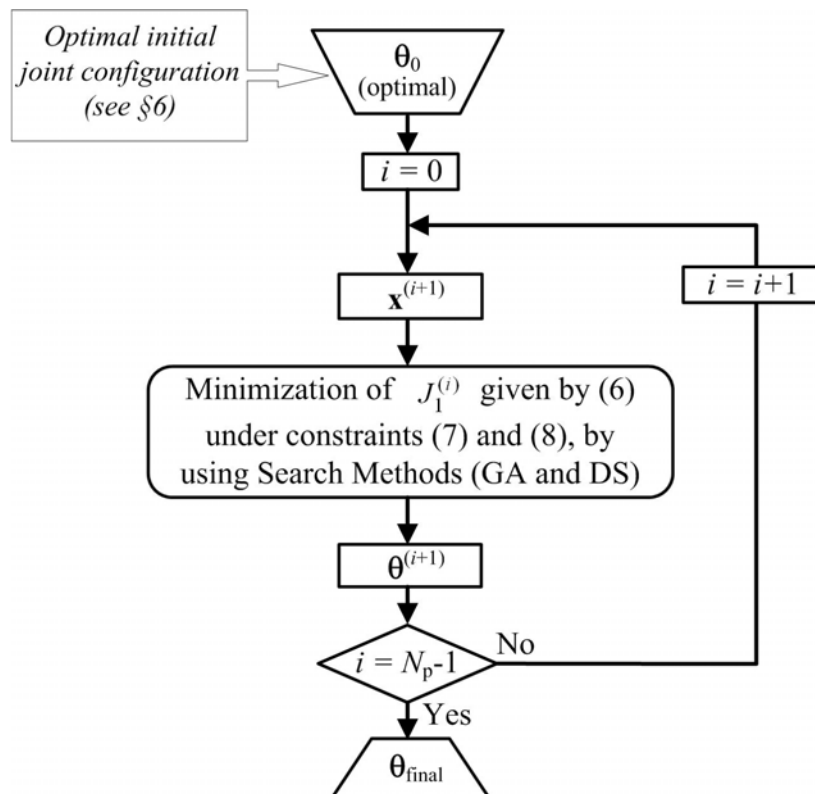 Optimal initial
joint configuration
(see §6)
θ₀
(optimal)
i = 0
x⁽ⁱ⁺¹⁾
i = i+1
Minimization of J₁⁽ⁱ⁾ given by (6)
under constraints (7) and (8), by
using Search Methods (GA and DS)
θ⁽ⁱ⁺¹⁾
i = Nₚ-1
No
Yes
θfinal